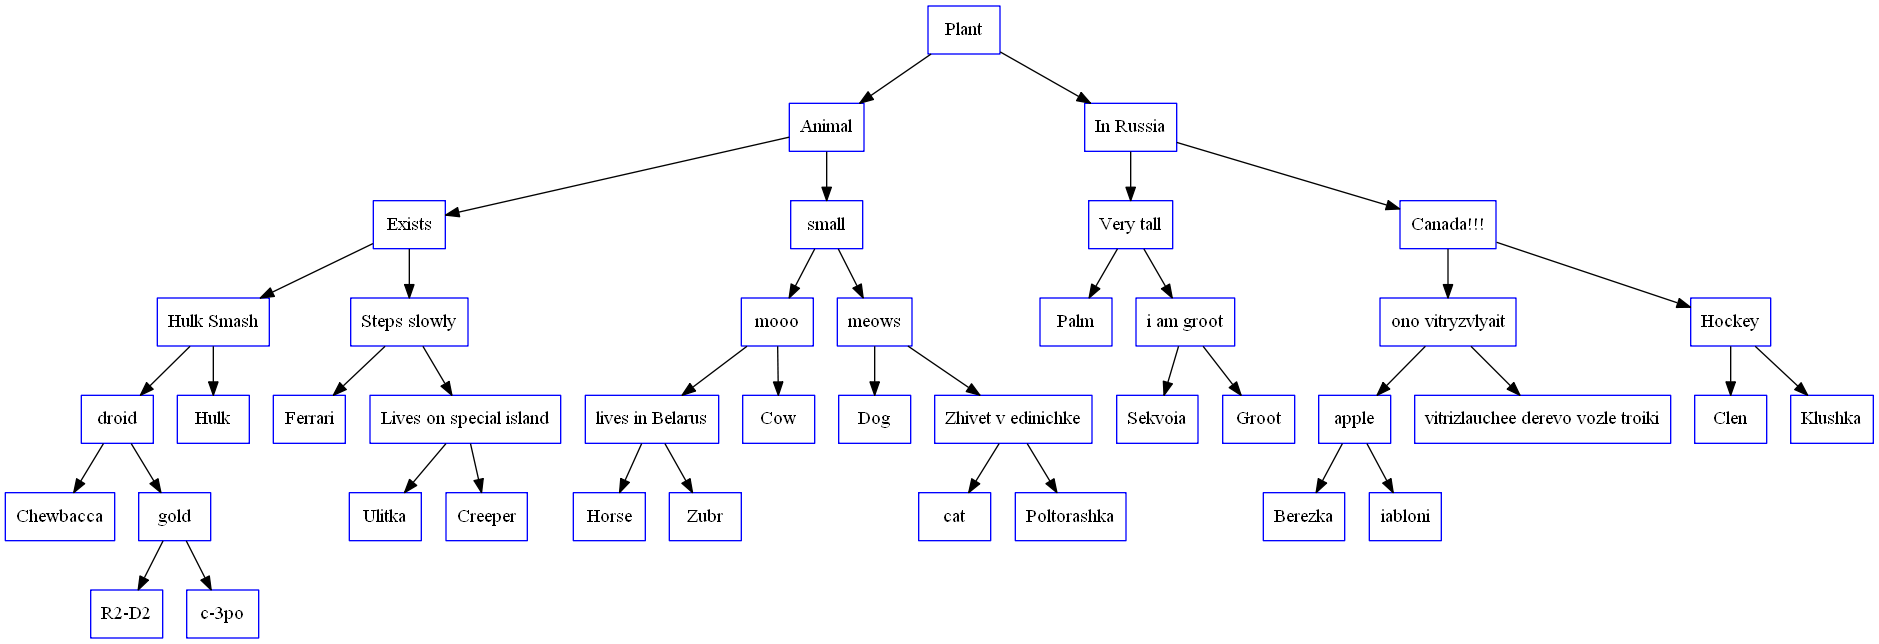 Plant
Animal
In Russia
Exists
small
Very tall
Canada!!!
Hulk Smash
Steps slowly
mooo
meows
Palm
i am groot
ono vitryzvlyait
Hockey
droid
Hulk
Ferrari
Lives on special island
lives in Belarus
Cow
Dog
Zhivet v edinichke
Sekvoia
Groot
apple
vitrizlauchee derevo vozle troiki
Clen
Klushka
Chewbacca
gold
Ulitka
Creeper
Horse
Zubr
cat
Poltorashka
Berezka
iabloni
R2-D2
c-3po